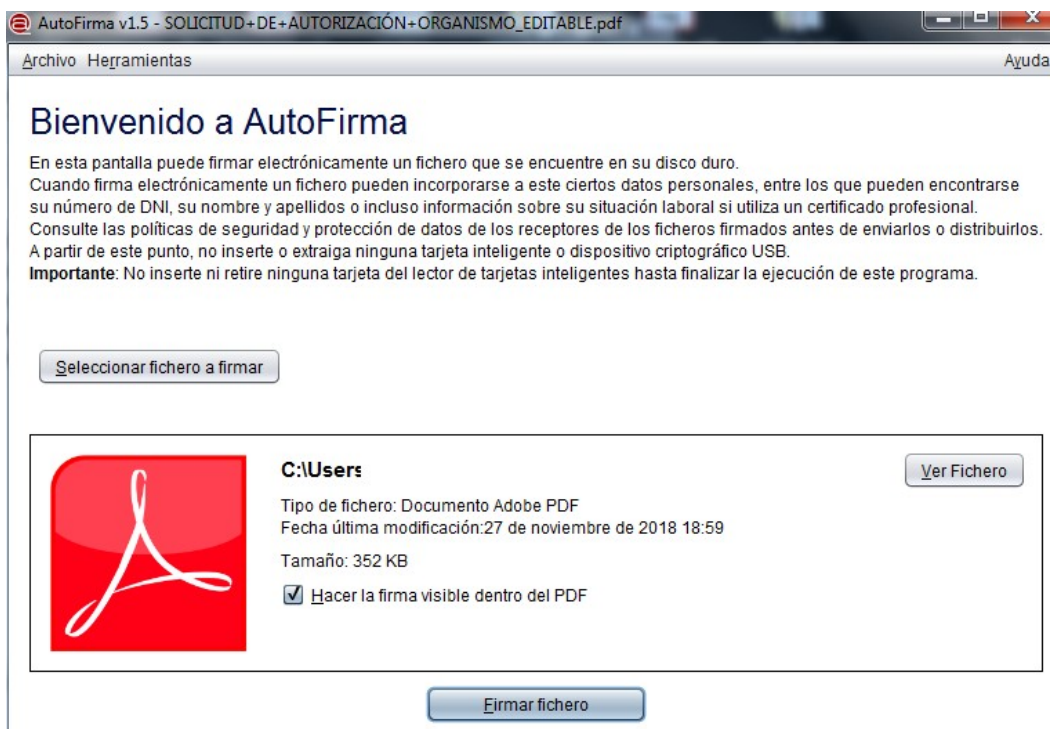 AutoFirma v1.5 - SOLICITUD+DE+AUTORIZACIÓN+ORGANISMO_EDITABLE.pdf
Archivo Herramientas Ayuda
Bienvenido a AutoFirma
En esta pantalla puede firmar electrónicamente un fichero que se encuentre en su disco duro.
Cuando firma electrónicamente un fichero pueden incorporarse a este ciertos datos personales, entre los que pueden encontrarse
su número de DNI, su nombre y apellidos o incluso información sobre su situación laboral si utiliza un certificado profesional.
Consulte las políticas de seguridad y protección de datos de los receptores de los ficheros firmados antes de enviarlos o distribuirlos.
A partir de este punto, no inserte o extraiga ninguna tarjeta inteligente o dispositivo criptográfico USB.
Importante: No inserte ni retire ninguna tarjeta del lector de tarjetas inteligentes hasta finalizar la ejecución de este programa.
Seleccionar fichero a firmar
C:\Users
Ver Fichero
Tipo de fichero: Documento Adobe PDF
Fecha última modificación:27 de noviembre de 2018 18:59
Tamaño: 352 KB
Hacer la firma visible dentro del PDF
Firmar fichero